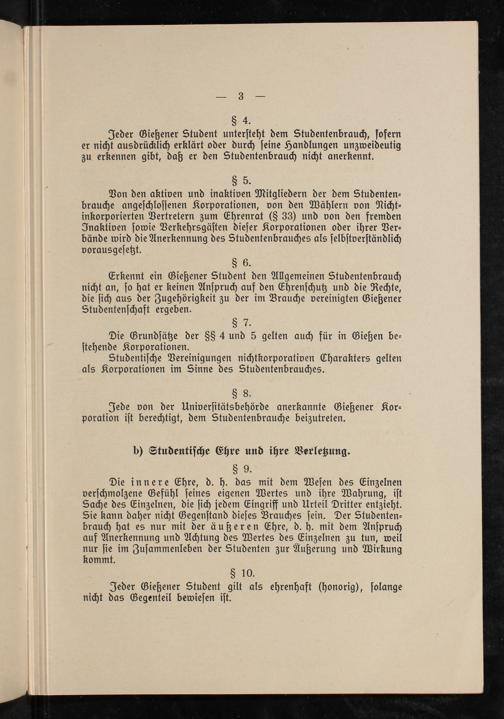 — 3 —
§ 4.
Jeder Gießener Student untersteht dem Studentenbrauch, sofern
er nicht ausdrücklich erklärt oder durch seine Handlungen unzweideutig
zu erkennen gibt, daß er den Studentenbrauch nicht anerkennt.
§ 5.
Von den aktiven und inaktiven Mitgliedern der dem Studenten-
brauche angeschlossenen Korporationen, von den Wählern von Nicht-
inkorporierten Vertretern zum Ehrenrat (§ 33) und von den fremden
Inaktiven sowie Verkehrsgästen dieser Korporationen oder ihrer Ver-
bände wird die Anerkennung des Studentenbrauches als selbstverständlich
vorausgesetzt.
§ 6.
Erkennt ein Gießener Student den Allgemeinen Studentenbrauch
nicht an, so hat er keinen Anspruch auf den Ehrenschutz und die Rechte,
die sich aus der Zugehörigkeit zu der im Brauche vereinigten Gießener
Studentenschaft ergeben.
§ 7.
Die Grundsätze der §§ 4 und 5 gelten auch für in Gießen be-
stehende Korporationen.
Studentische Vereinigungen nichtkorporativen Charakters gelten
als Korporationen im Sinne des Studentenbrauches.
§ 8.
Jede von der Universitätsbehörde anerkannte Gießener Kor-
poration ist berechtigt, dem Studentenbrauche beizutreten.
b) Studentische Ehre und ihre Verletzung.
§ 9.
Die innere Ehre, d. h. das mit dem Wesen des Einzelnen
verschmolzene Gefühl seines eigenen Wertes und ihre Wahrung, ist
Sache des Einzelnen, die sich jedem Eingriff und Urteil Dritter entzieht.
Sie kann daher nicht Gegenstand dieses Brauches sein. Der Studenten-
brauch hat es nur mit der äußeren Ehre, d. h. mit dem Anspruch
auf Anerkennung und Achtung des Wertes des Einzelnen zu tun, weil
nur sie im Zusammenleben der Studenten zur Äußerung und Wirkung
kommt.
§ 10.
Jeder Gießener Student gilt als ehrenhaft (honorig), solange
nicht das Gegenteil bewiesen ist.